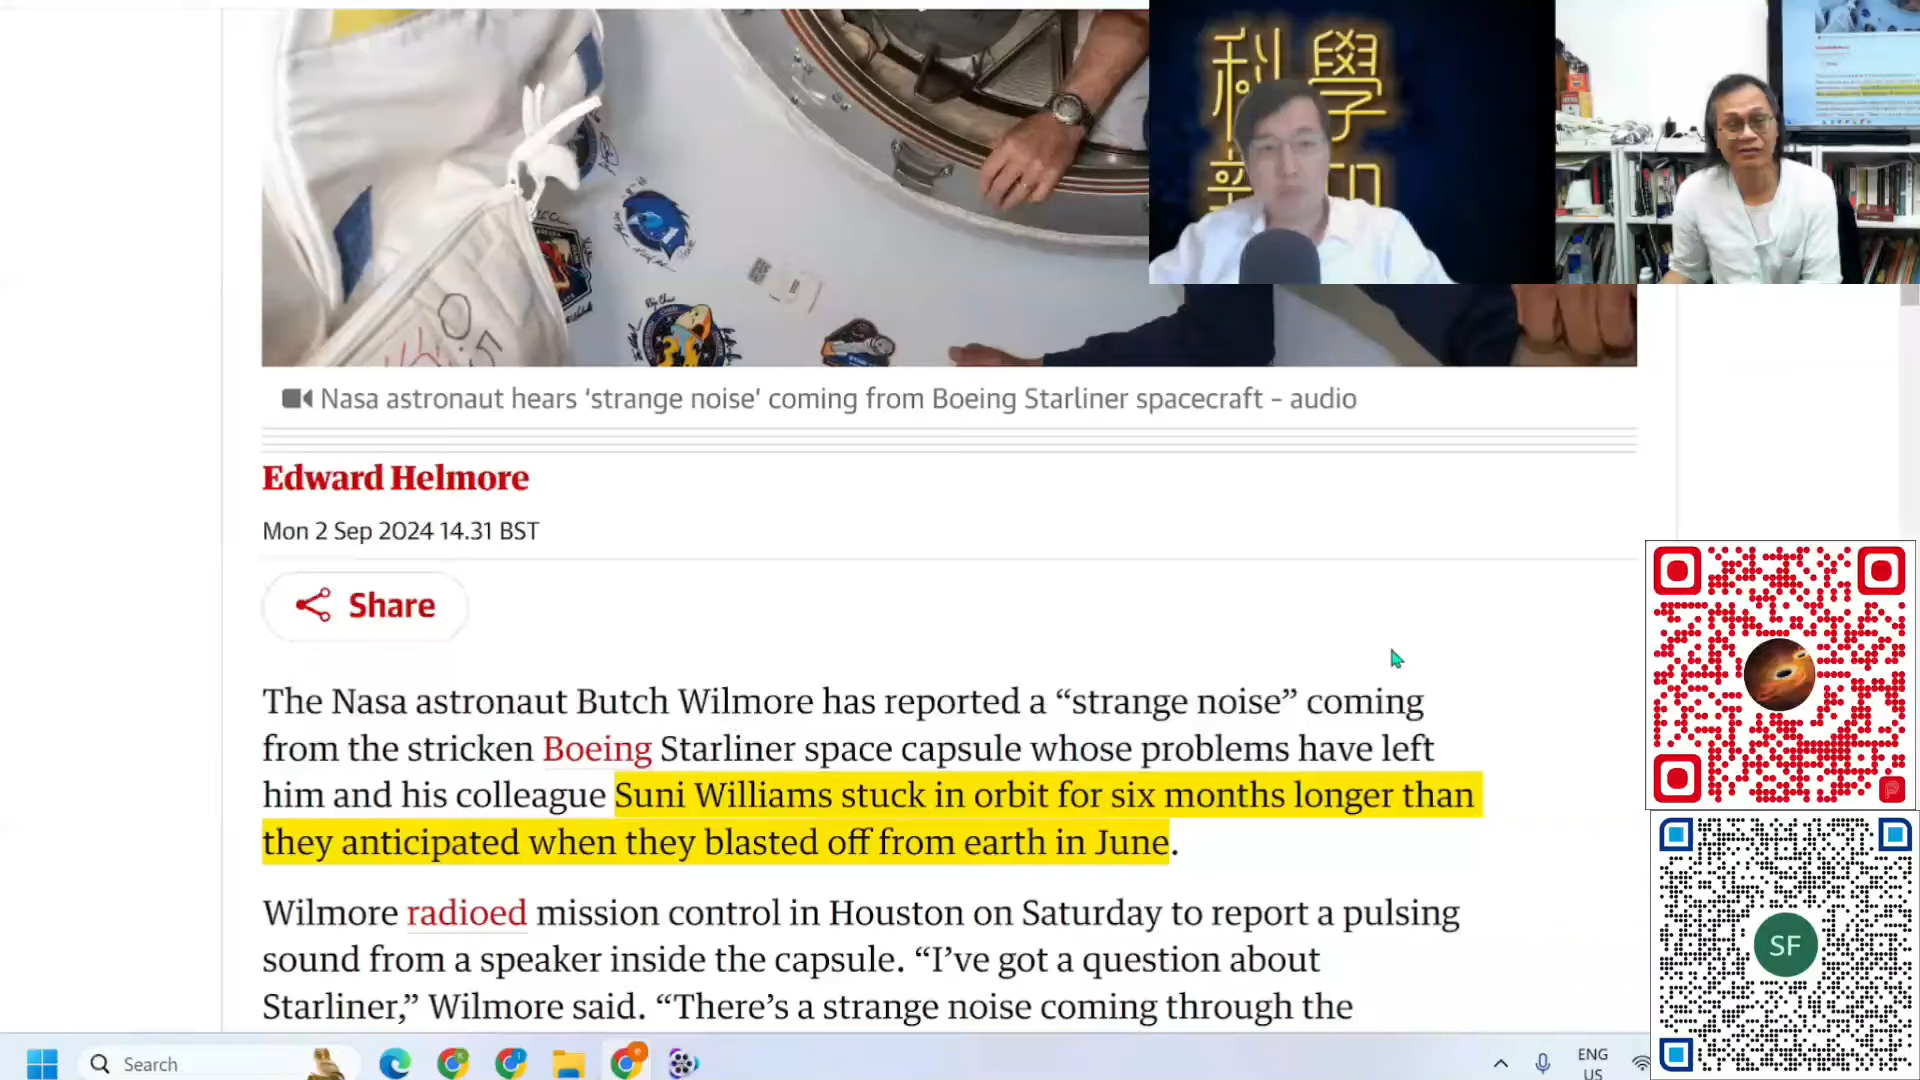 科學
Nasa astronaut hears ‘strange noise’ coming from Boeing Starliner spacecraft – audio
Edward Helmore
Mon 2 Sep 2024 14.31 BST
Share
The Nasa astronaut Butch Wilmore has reported a “strange noise” coming
from the stricken Boeing Starliner space capsule whose problems have left
him and his colleague Suni Williams stuck in orbit for six months longer than
they anticipated when they blasted off from earth in June.
Wilmore radioed mission control in Houston on Saturday to report a pulsing
sound from a speaker inside the capsule. “I’ve got a question about
Starliner,” Wilmore said. “There’s a strange noise coming through the
SF
Search
ENG
US